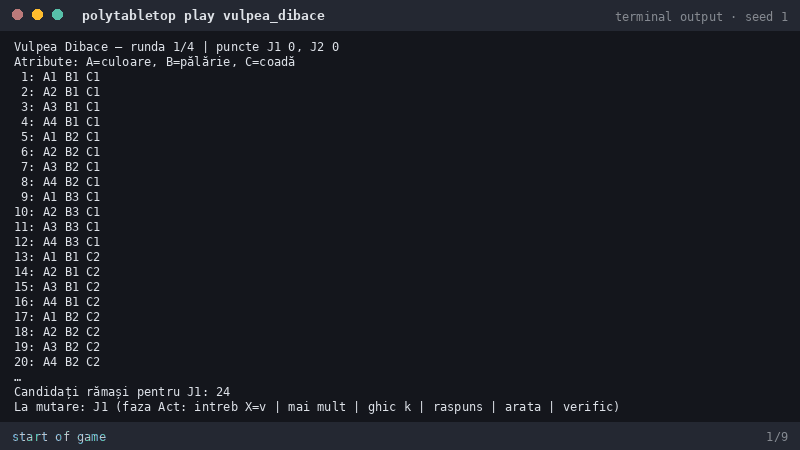 polytabletop play vulpea_dibace
terminal output · seed 1
Vulpea Dibace — runda 1/4 | puncte J1 0, J2 0
Atribute: A=culoare, B=pălărie, C=coadă
1: A1 B1 C1
2: A2 B1 C1
3: A3 B1 C1
4: A4 B1 C1
5: A1 B2 C1
6: A2 B2 C1
7: A3 B2 C1
8: A4 B2 C1
9: A1 B3 C1
10: A2 B3 C1
11: A3 B3 C1
12: A4 B3 C1
13: A1 B1 C2
14: A2 B1 C2
15: A3 B1 C2
16: A4 B1 C2
17: A1 B2 C2
18: A2 B2 C2
19: A3 B2 C2
20: A4 B2 C2
…
Candidați rămași pentru J1: 24
La mutare: J1 (faza Act: intreb X=v | mai mult | ghic k | raspuns | arata | verific)
start of game
1/9